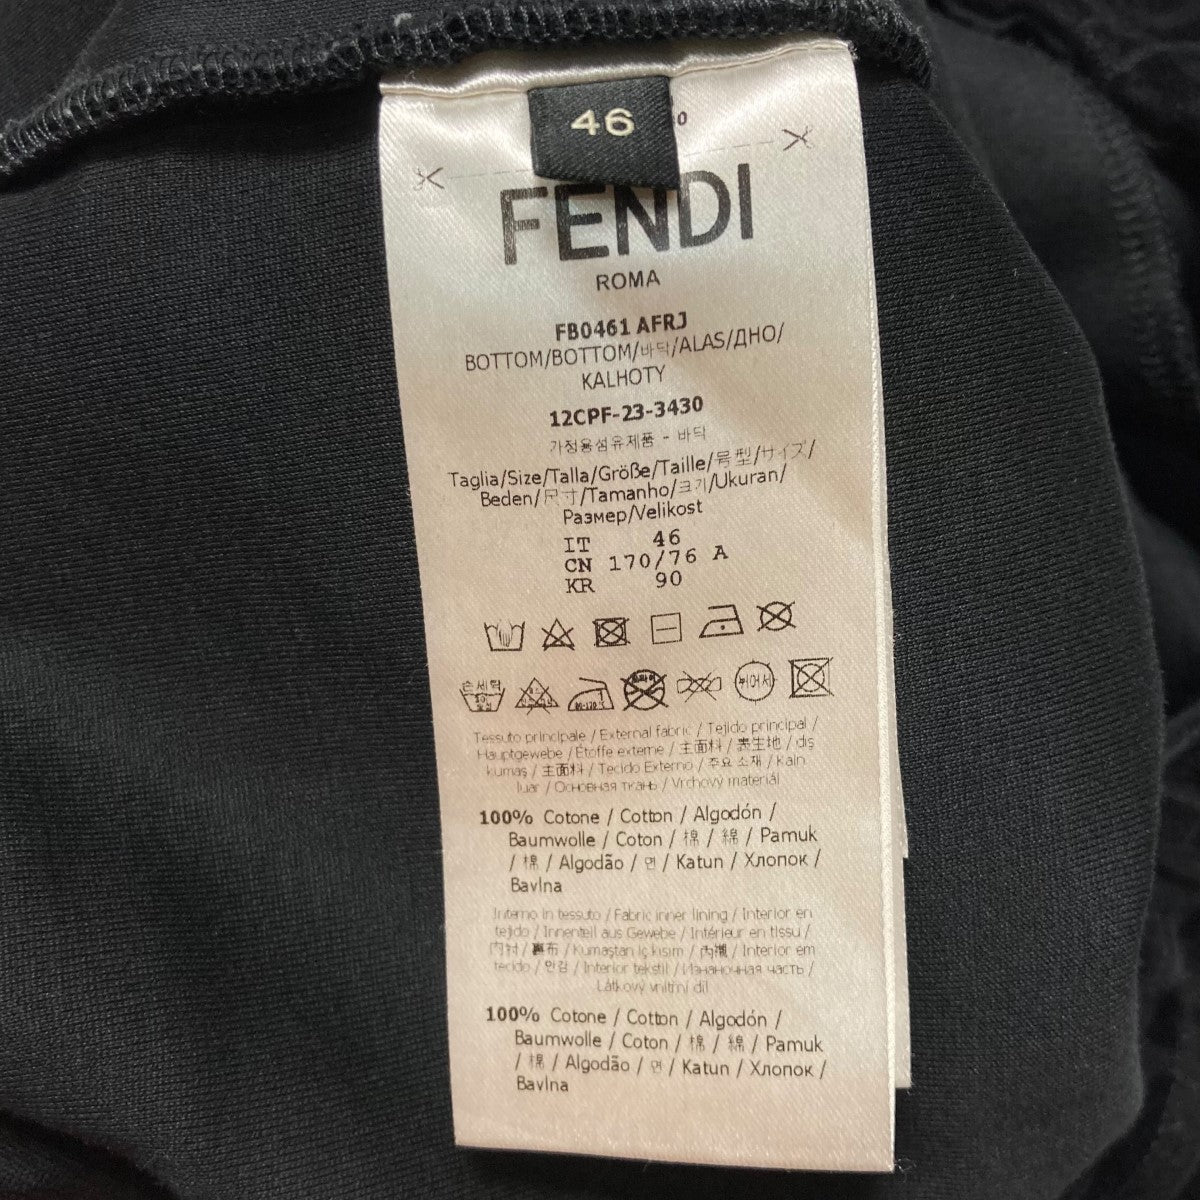 46
0
FENDI
ROMA
FB0461 AFRJ
BOTTOM/BOTTOM/바닥/ALAS/ДНО/
KALHOTY
12CPF-23-3430
가정용섬유제품 - 바닥
Taglia/Size/Talla/Größe/Taille/号型/サイズ/
Beden/尺寸/Tamanho/크기/Ukuran/
Размер/Velikost
IT 46
CN 170/76 A
KR 90
손세탁
Tessuto principale / External fabric / Tejido principal /
Hauptgewebe / Étoffe externe / 主面料 / 表生地 / dış
kumaş / 主面料 / Tecido Externo / 주요 소재 / Kain
luar / Основная ткань / Vrchový materiál
100% Cotone / Cotton / Algodón /
Baumwolle / Coton / 棉 / 綿 / Pamuk
/ 棉 / Algodão / 면 / Katun / Хлопок /
Bavlna
Interno in tessuto / Fabric inner lining / Interior en
tejido / Innenteil aus Gewebe / Intérieur en tissu /
内衬 / 裏布 / Kumaştan iç kısım / 內襯 / Interior em
tecido / 안감 / Interior tekstil / Изнаночная часть /
Látkový vnitřní díl
100% Cotone / Cotton / Algodón /
Baumwolle / Coton / 棉 / 綿 / Pamuk
/ 棉 / Algodão / 면 / Katun / Хлопок /
Bavlna